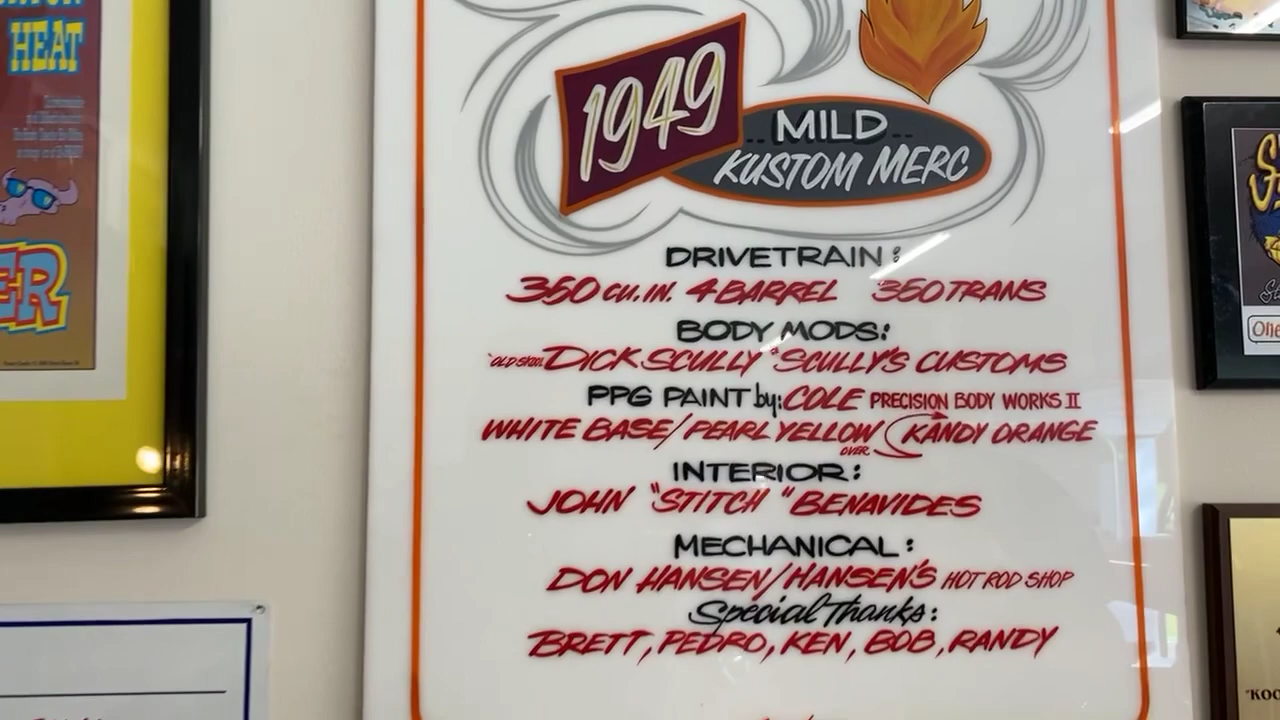 HEAT
ER
1949
MILD
KUSTOM MERC
DRIVETRAIN:
350 CU. IN. 4 BARREL 350 TRANS
BODY MODS:
"OLD SKOOL DICK SCULLY "SCULLY'S CUSTOMS
PPG PAINT by: COLE PRECISION BODY WORKS II
WHITE BASE/PEARL YELLOW OVER KANDY ORANGE
INTERIOR:
JOHN "STITCH" BENAVIDES
MECHANICAL:
DON HANSEN/HANSEN'S HOT ROD SHOP
Special Thanks:
BRETT, PEDRO, KEN, BOB, RANDY
One
"KOO